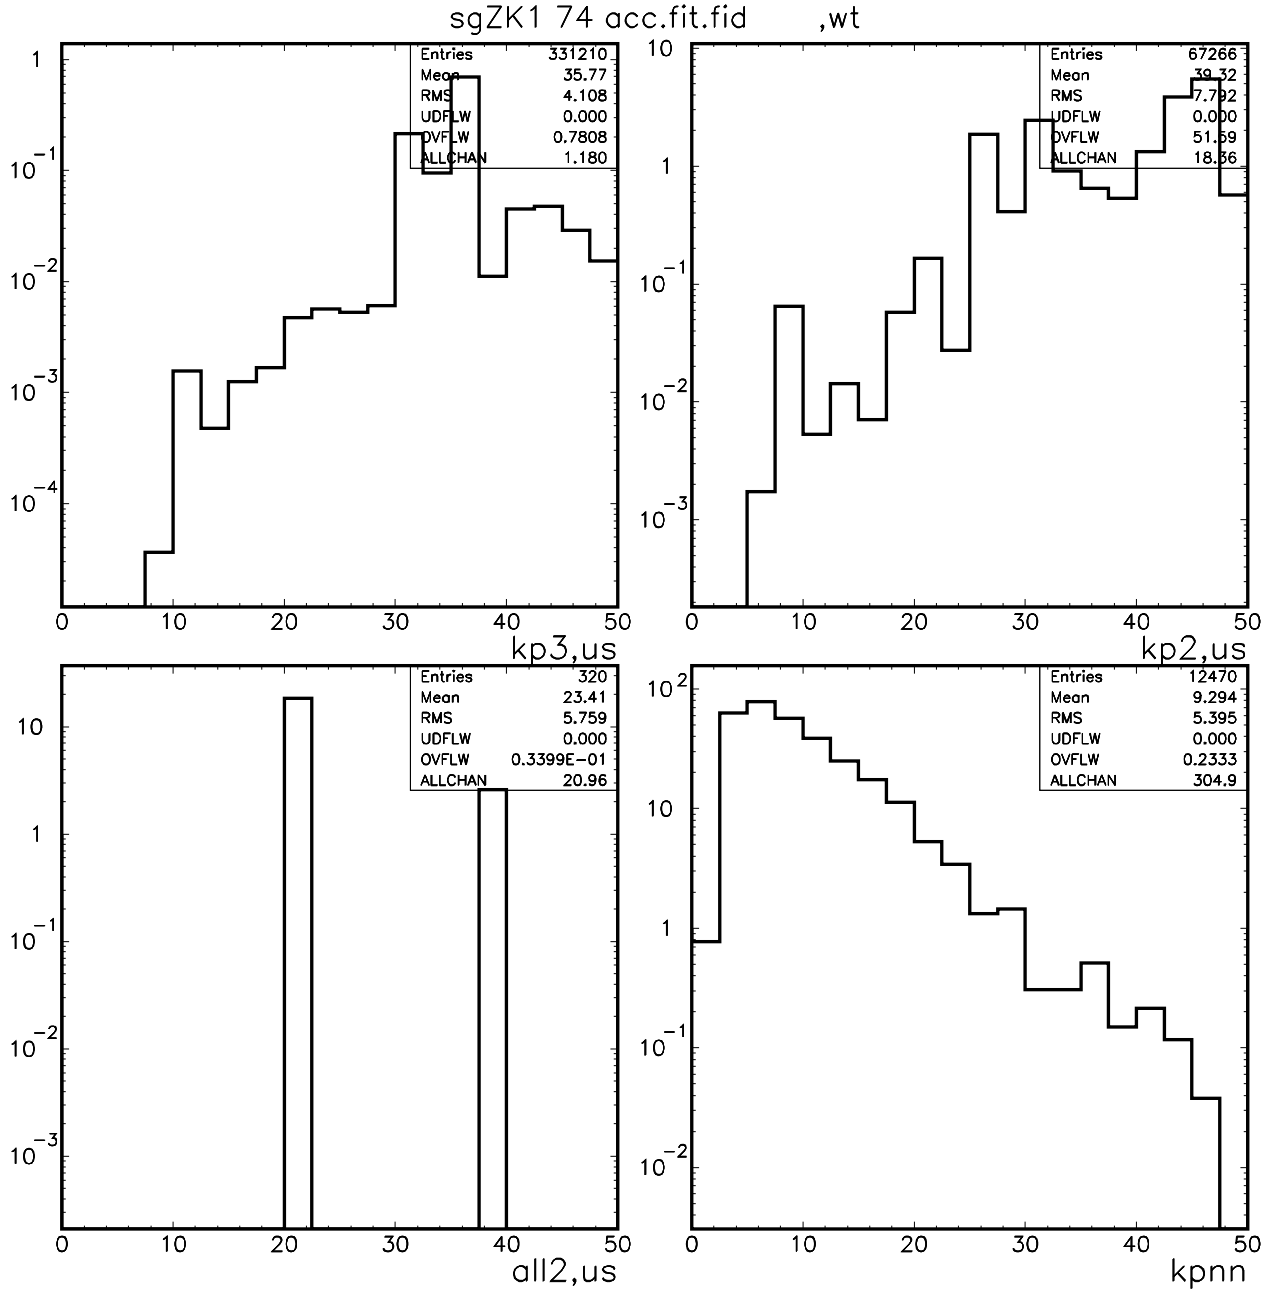 sgZK1 74 acc.fit.fid ,wt
Entries 331210
Mean 35.77
RMS 4.108
UDFLW 0.000
OVFLW 0.7808
ALLCHAN 1.180
1
10^-1
10^-2
10^-3
10^-4
0 10 20 30 40 50
kp3,us
Entries 67266
Mean 39.32
RMS 7.792
UDFLW 0.000
OVFLW 51.59
ALLCHAN 18.36
10
1
10^-1
10^-2
10^-3
0 10 20 30 40 50
kp2,us
Entries 320
Mean 23.41
RMS 5.759
UDFLW 0.000
OVFLW 0.3399E-01
ALLCHAN 20.96
10
1
10^-1
10^-2
10^-3
0 10 20 30 40 50
all2,us
Entries 12470
Mean 9.294
RMS 5.395
UDFLW 0.000
OVFLW 0.2333
ALLCHAN 304.9
10^2
10
1
10^-1
10^-2
0 10 20 30 40 50
kpnn